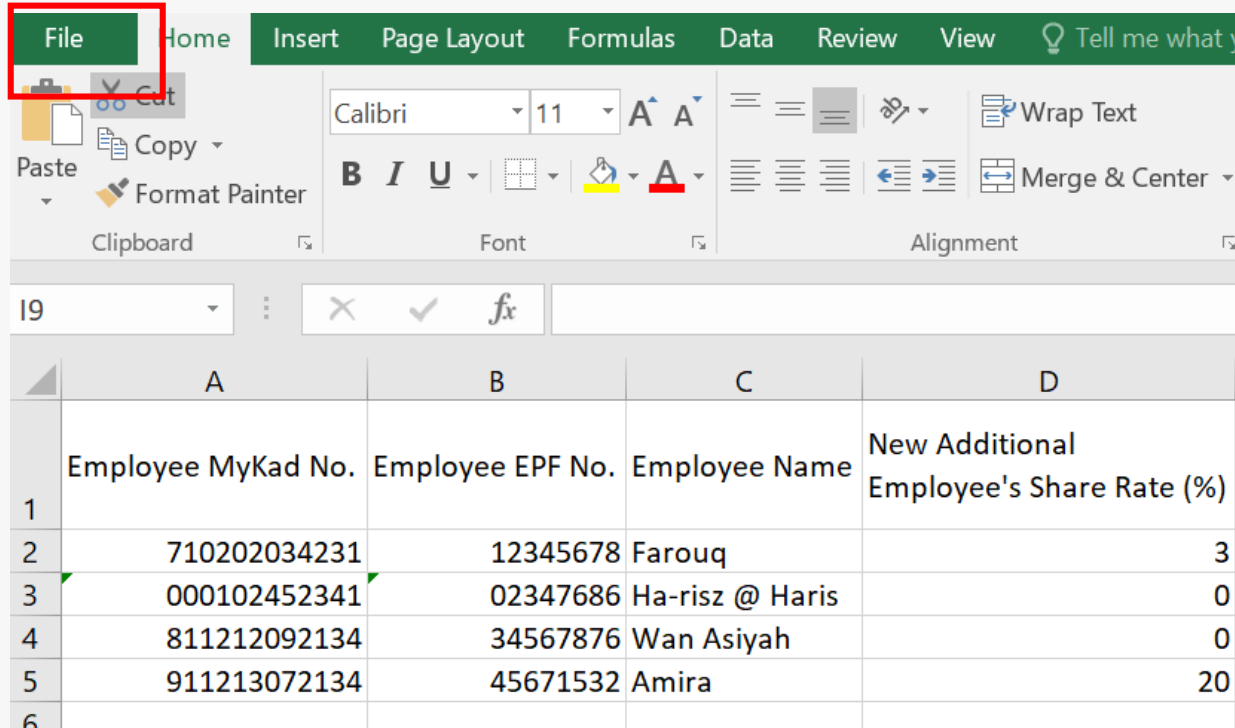 File Home Insert Page Layout Formulas Data Review View Tell me what
Cut
Calibri 11 A A Wrap Text
Copy
Paste
B I U A Merge & Center
Format Painter
Clipboard Font Alignment
I9 fx
A B C D
New Additional
Employee MyKad No. Employee EPF No. Employee Name Employee's Share Rate (%)
1
2 710202034231 12345678 Farouq 3
3 000102452341 02347686 Ha-risz @ Haris 0
4 811212092134 34567876 Wan Asiyah 0
5 911213072134 45671532 Amira 20
6